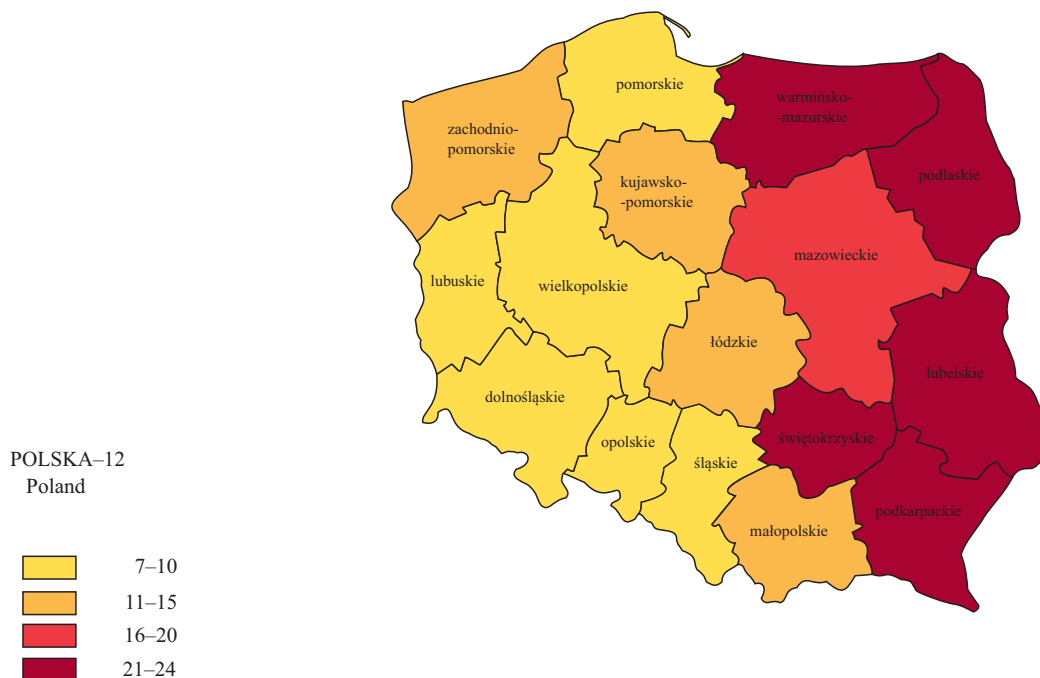 pomorskie
warmińsko-
-mazurskie
zachodnio-
pomorskie
podlaskie
kujawsko-
-pomorskie
mazowieckie
lubuskie
wielkopolskie
łódzkie
lubelskie
dolnośląskie
opolskie
świętokrzyskie
śląskie
podkarpackie
małopolskie
POLSKA–12
Poland
7–10
11–15
16–20
21–24